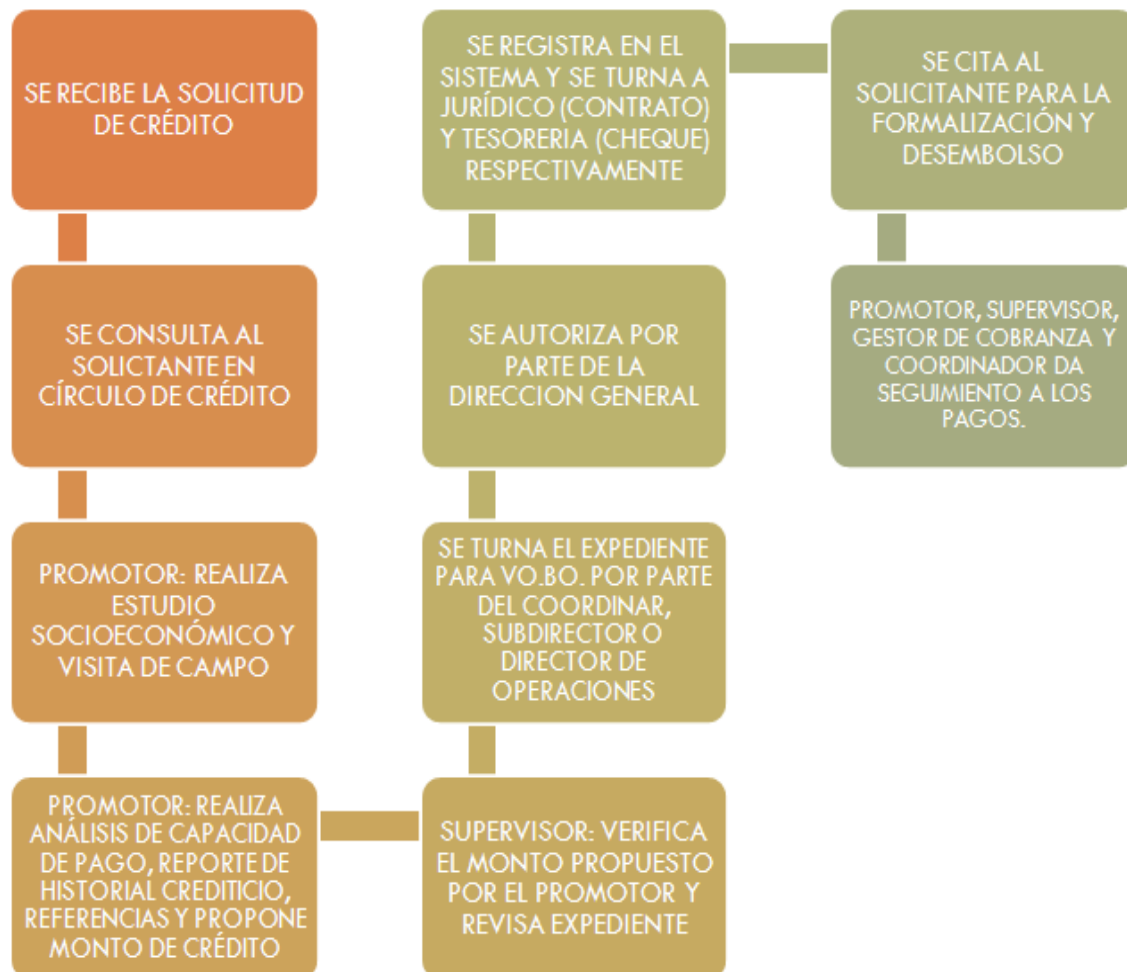 SE RECIBE LA SOLICITUD
DE CRÉDITO
SE CONSULTA AL
SOLICTANTE EN
CÍRCULO DE CRÉDITO
PROMOTOR: REALIZA
ESTUDIO
SOCIOECONÓMICO Y
VISITA DE CAMPO
PROMOTOR: REALIZA
ANÁLISIS DE CAPACIDAD
DE PAGO, REPORTE DE
HISTORIAL CREDITICIO,
REFERENCIAS Y PROPONE
MONTO DE CRÉDITO
SUPERVISOR: VERIFICA
EL MONTO PROPUESTO
POR EL PROMOTOR Y
REVISA EXPEDIENTE
SE TURNA EL EXPEDIENTE
PARA VO.BO. POR PARTE
DEL COORDINAR,
SUBDIRECTOR O
DIRECTOR DE
OPERACIONES
SE AUTORIZA POR
PARTE DE LA
DIRECCION GENERAL
SE REGISTRA EN EL
SISTEMA Y SE TURNA A
JURÍDICO (CONTRATO)
Y TESORERIA (CHEQUE)
RESPECTIVAMENTE
SE CITA AL
SOLICITANTE PARA LA
FORMALIZACIÓN Y
DESEMBOLSO
PROMOTOR, SUPERVISOR,
GESTOR DE COBRANZA Y
COORDINADOR DA
SEGUIMIENTO A LOS
PAGOS.